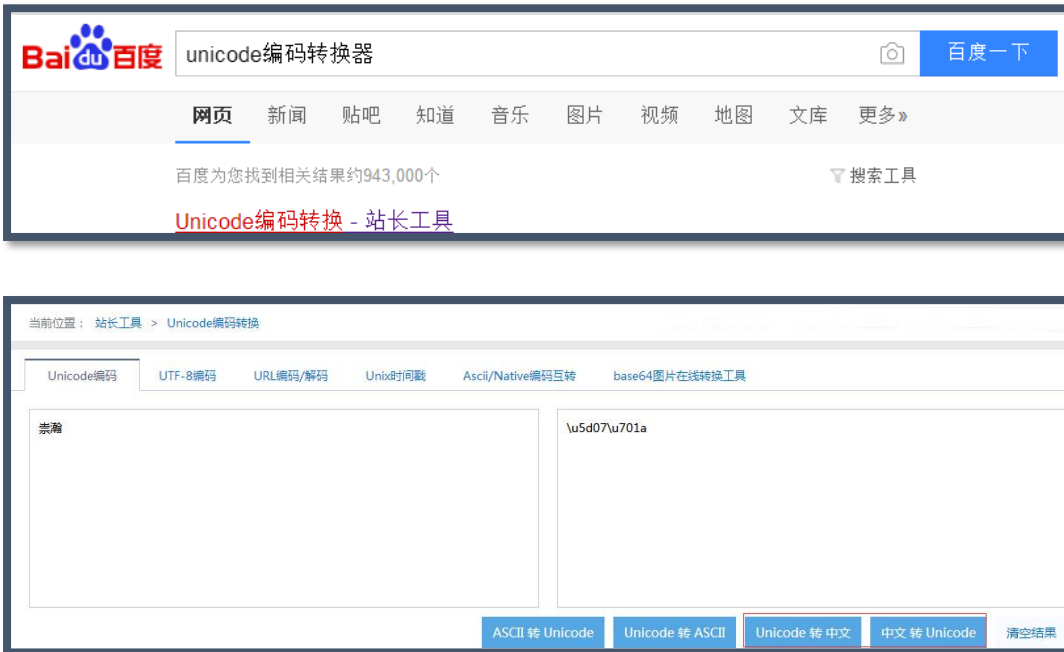 Bai du 百度 unicode编码转换器 百度一下
网页 新闻 贴吧 知道 音乐 图片 视频 地图 文库 更多»
百度为您找到相关结果约943,000个 搜索工具
Unicode编码转换 - 站长工具
当前位置： 站长工具 > Unicode编码转换
Unicode编码 UTF-8编码 URL编码/解码 Unix时间戳 Ascii/Native编码互转 base64图片在线转换工具
崇瀚 \u5d07\u701a
ASCII 转 Unicode Unicode 转 ASCII Unicode 转 中文 中文 转 Unicode 清空结果